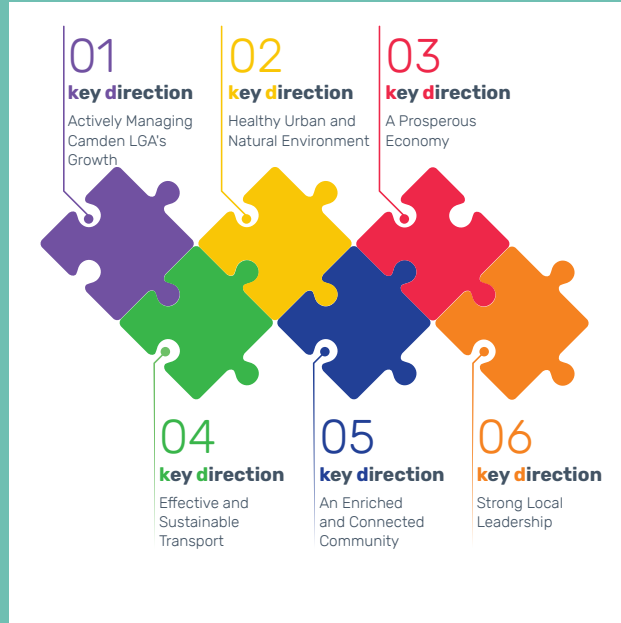 01
key direction
Actively Managing
Camden LGA's
Growth
02
key direction
Healthy Urban and
Natural Environment
03
key direction
A Prosperous
Economy
04
key direction
Effective and
Sustainable
Transport
05
key direction
An Enriched
and Connected
Community
06
key direction
Strong Local
Leadership